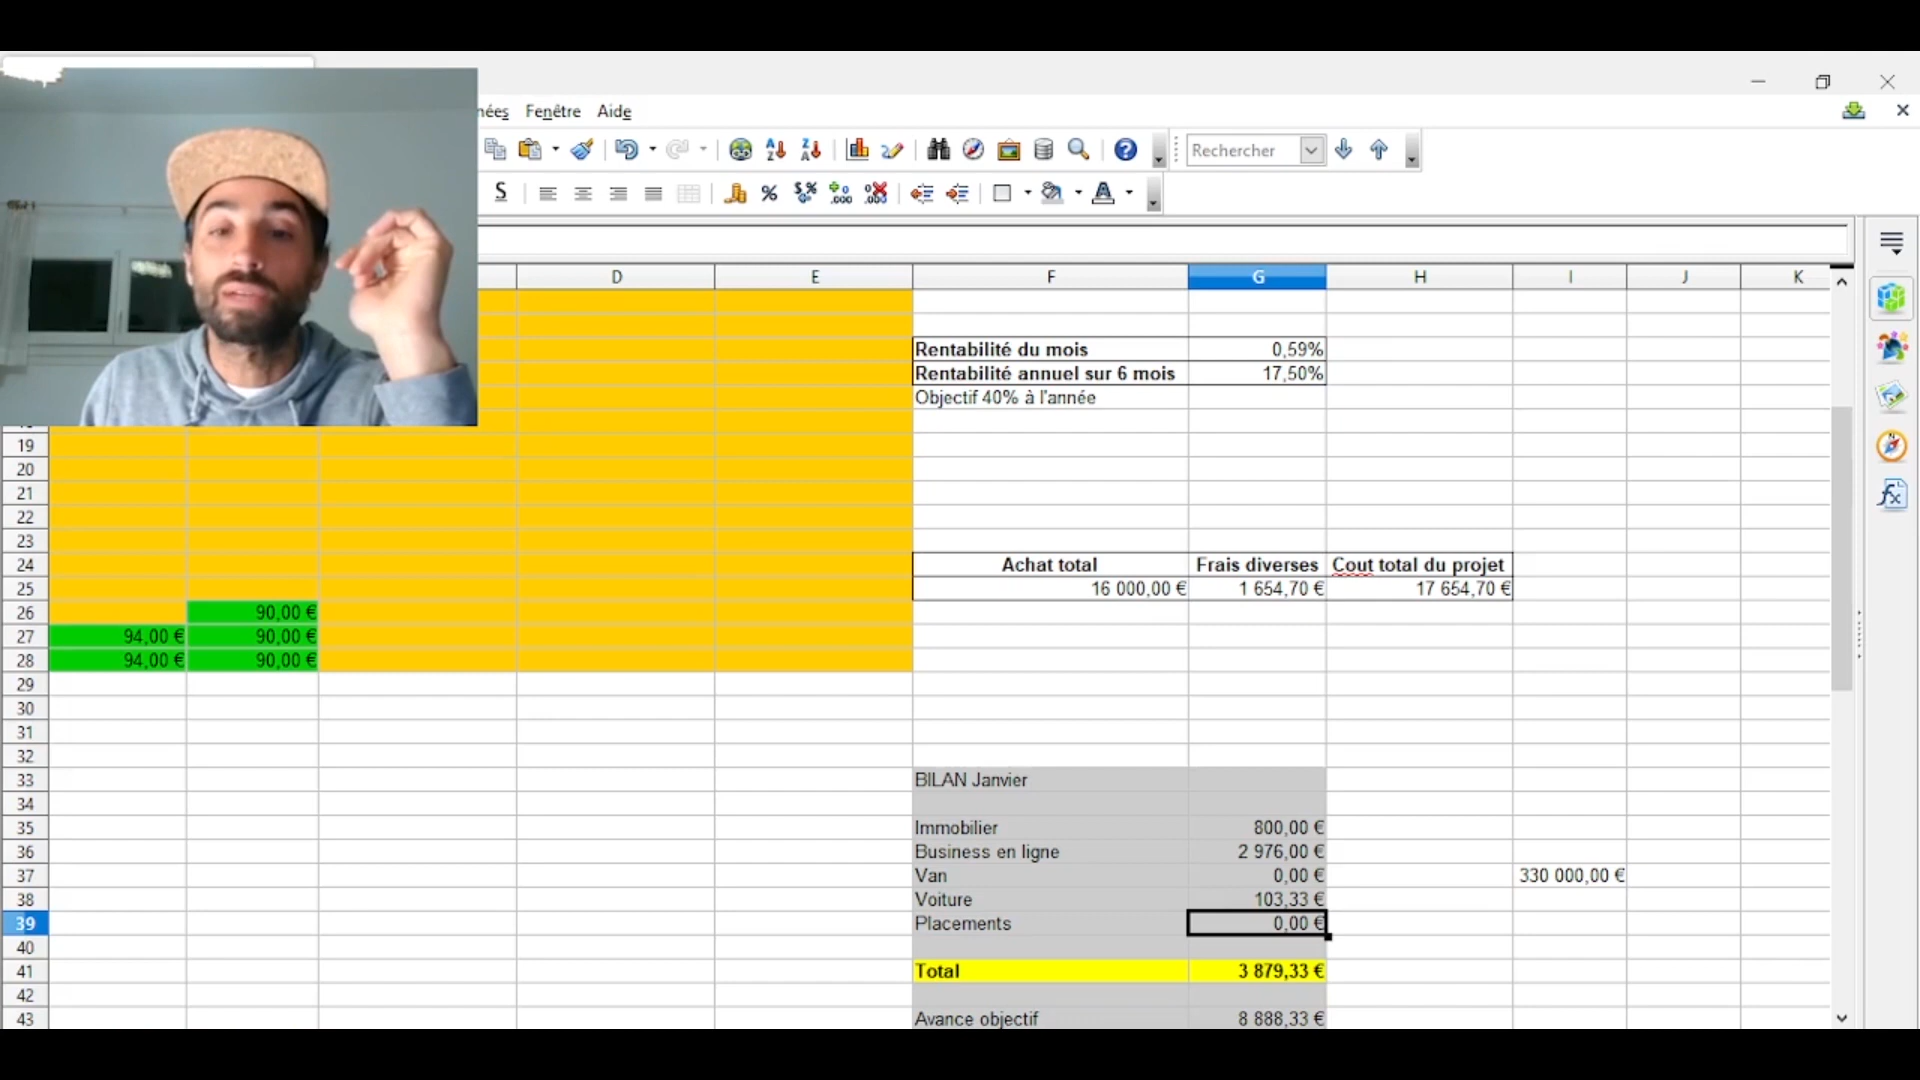 nées Fenêtre Aide
Rechercher
S
D E F G H I J K
Rentabilité du mois 0,59%
Rentabilité annuel sur 6 mois 17,50%
Objectif 40% à l'année
19
20
21
22
23
24 Achat total Frais diverses Cout total du projet
25 16 000,00 € 1 654,70 € 17 654,70 €
26 90,00 €
27 94,00 € 90,00 €
28 94,00 € 90,00 €
29
30
31
32
33 BILAN Janvier
34
35 Immobilier 800,00 €
36 Business en ligne 2 976,00 €
37 Van 0,00 € 330 000,00 €
38 Voiture 103,33 €
39 Placements 0,00 €
40
41 Total 3 879,33 €
42
43 Avance objectif 8 888,33 €